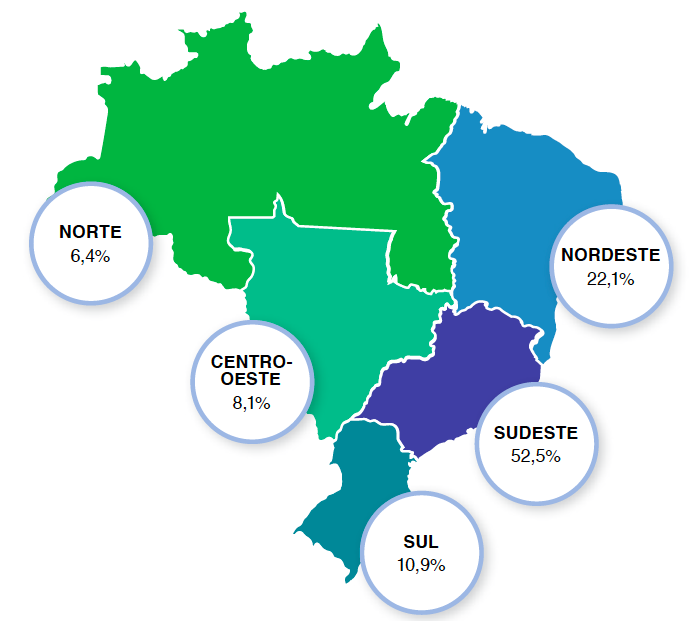 NORTE
6,4%
NORDESTE
22,1%
CENTRO-
OESTE
8,1%
SUDESTE
52,5%
SUL
10,9%